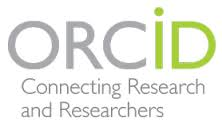 ORCiD
Connecting Research
and Researchers